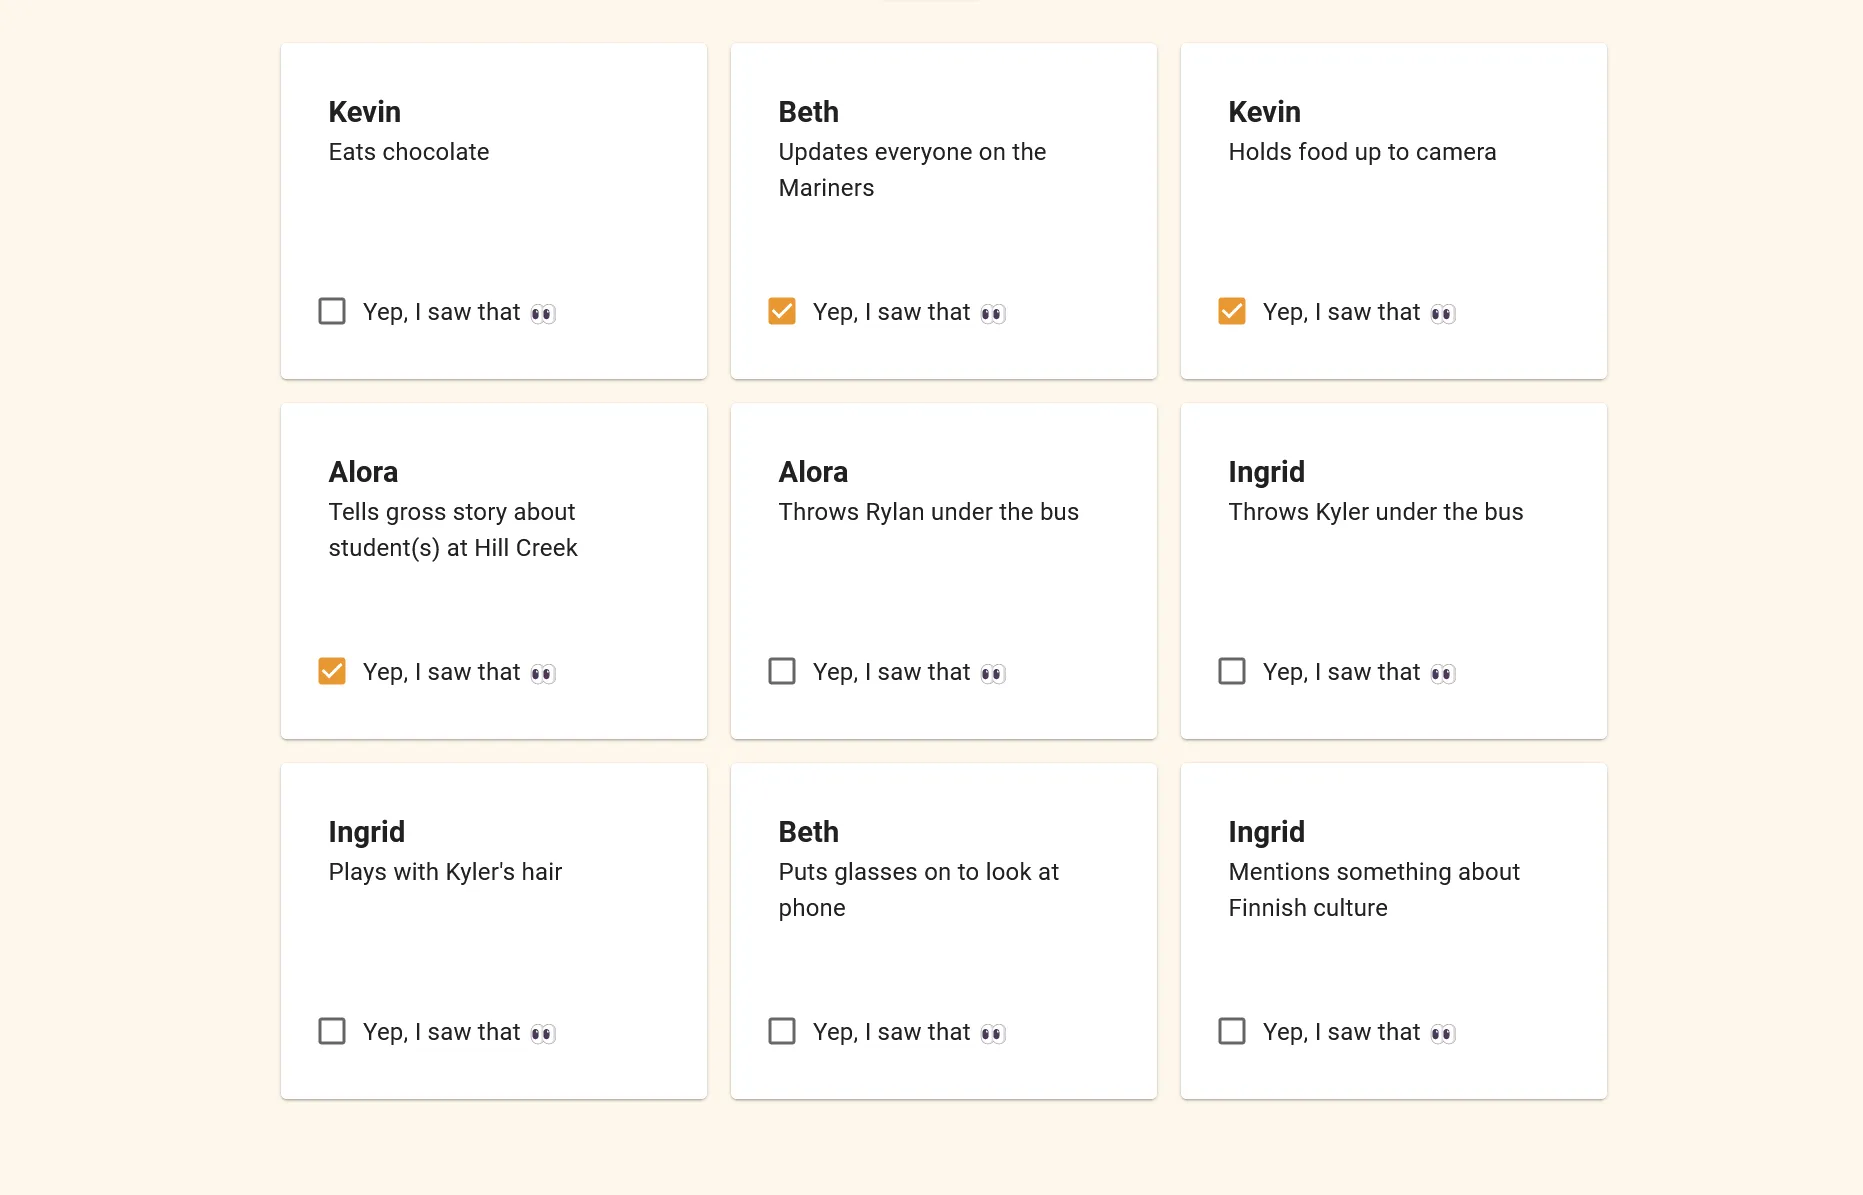 Kevin
Eats chocolate
Yep, I saw that 👀
Beth
Updates everyone on the
Mariners
Yep, I saw that 👀
Kevin
Holds food up to camera
Yep, I saw that 👀
Alora
Tells gross story about
student(s) at Hill Creek
Yep, I saw that 👀
Alora
Throws Rylan under the bus
Yep, I saw that 👀
Ingrid
Throws Kyler under the bus
Yep, I saw that 👀
Ingrid
Plays with Kyler's hair
Yep, I saw that 👀
Beth
Puts glasses on to look at
phone
Yep, I saw that 👀
Ingrid
Mentions something about
Finnish culture
Yep, I saw that 👀